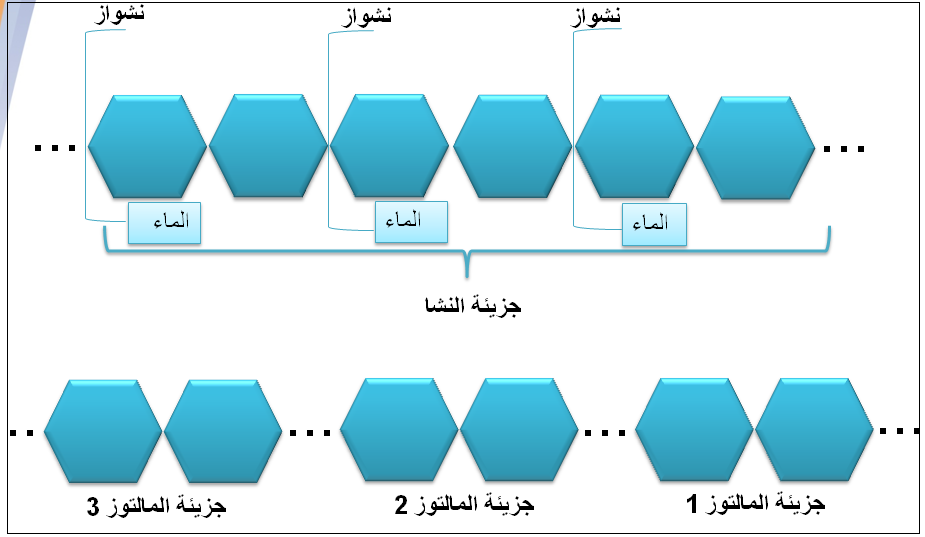 نشواز
نشواز
نشواز
الماء
الماء
الماء
جزيئة النشا
جزيئة المالتوز 1
جزيئة المالتوز 2
جزيئة المالتوز 3